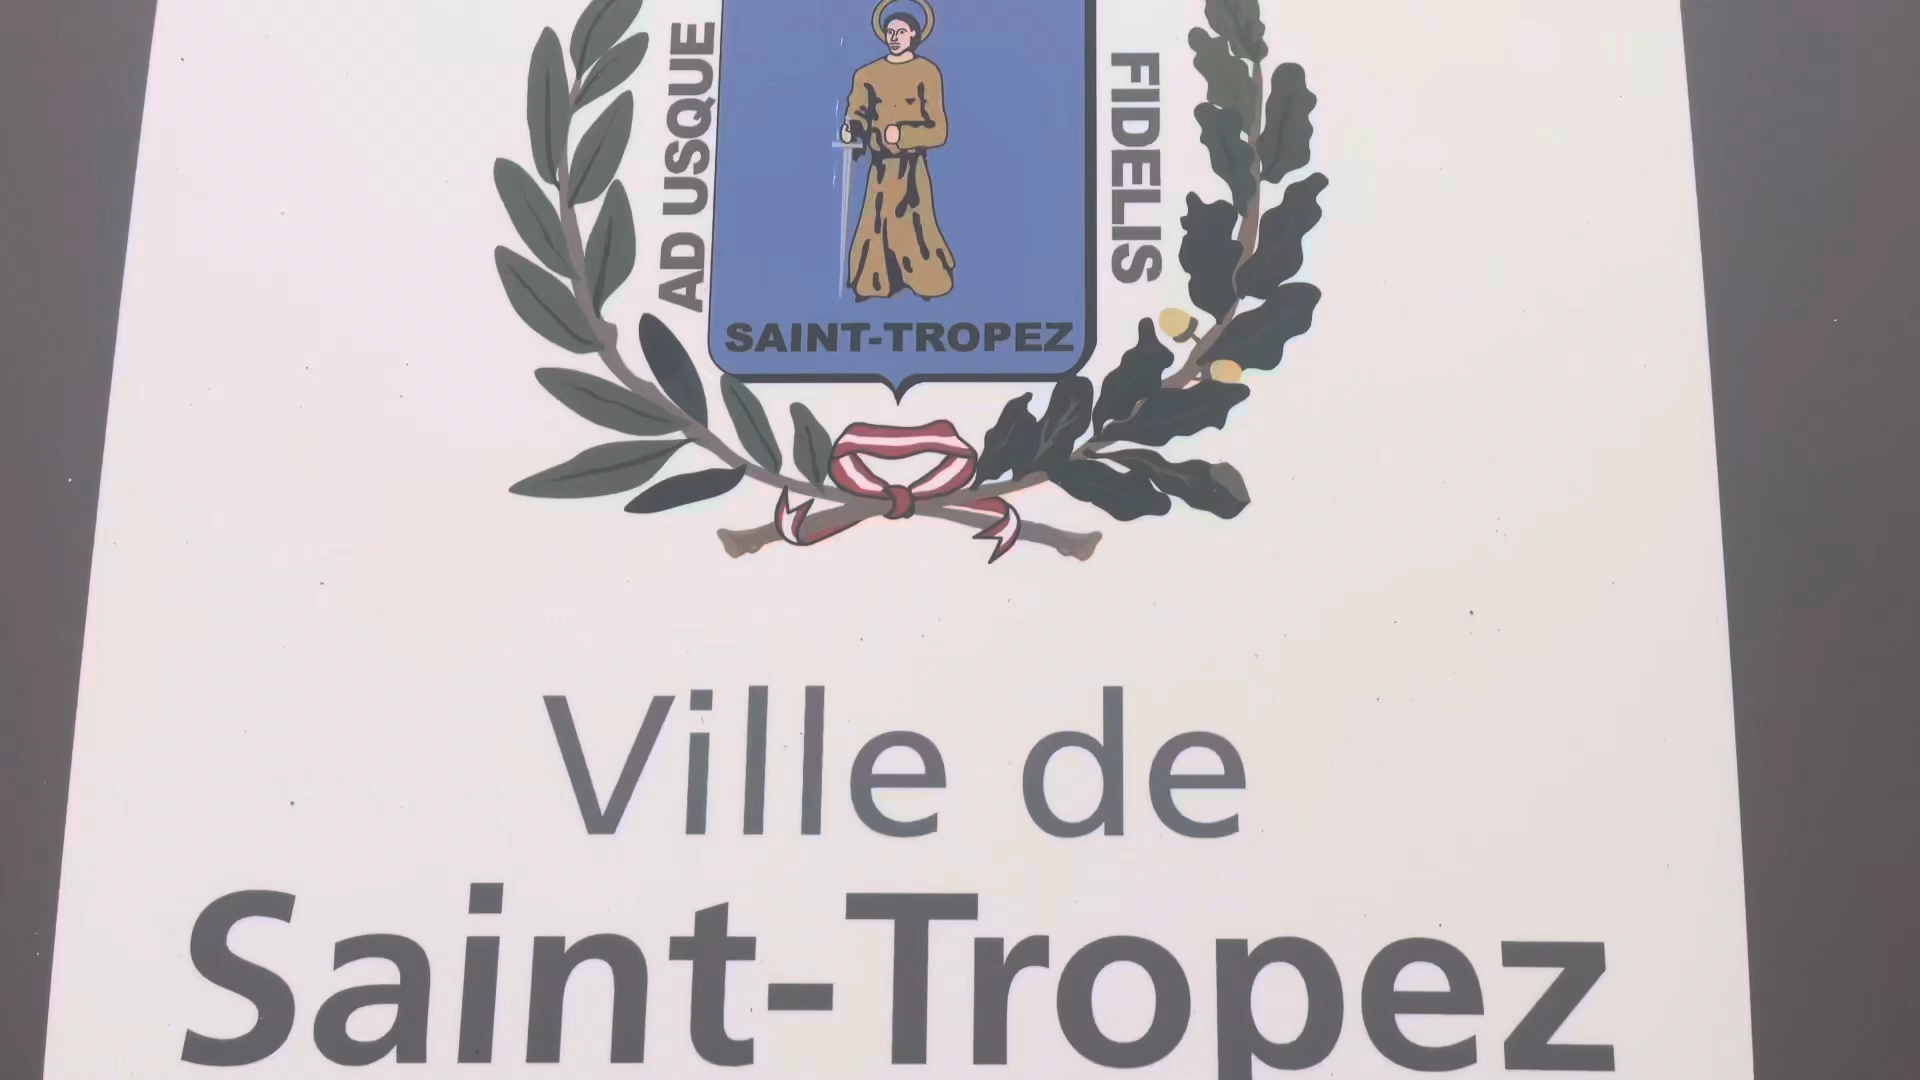 AD USQUE
FIDELIS
SAINT-TROPEZ
Ville de
Saint-Tropez